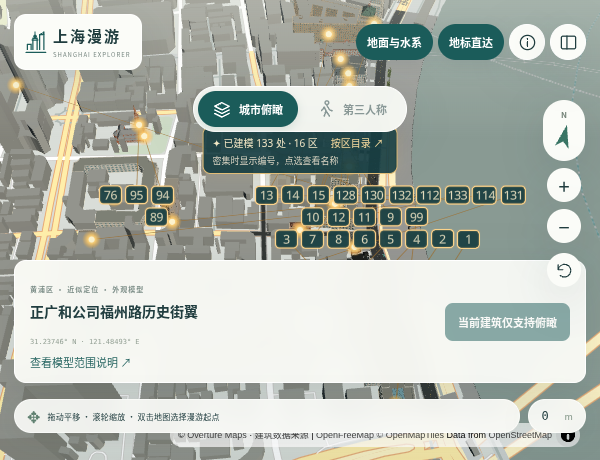 上海漫游
SHANGHAI EXPLORER
地面与水系
地标直达
城市俯瞰
第三人称
✦ 已建模 133 处 · 16 区 按区目录 ↗
密集时显示编号，点选查看名称
N
+
−
76 95 94 13 14 15 128 130 132 112 133 114 131
89 10 12 11 9 99
3 7 8 6 5 4 2 1
黄浦区 · 近似定位 · 外观模型
正广和公司福州路历史街翼
当前建筑仅支持俯瞰
31.23746° N · 121.48493° E
查看模型范围说明 ↗
拖动平移 · 滚轮缩放 · 双击地图选择漫游起点
0 m
© Overture Maps · 建筑数据来源 | OpenFreeMap © OpenMapTiles Data from OpenStreetMap